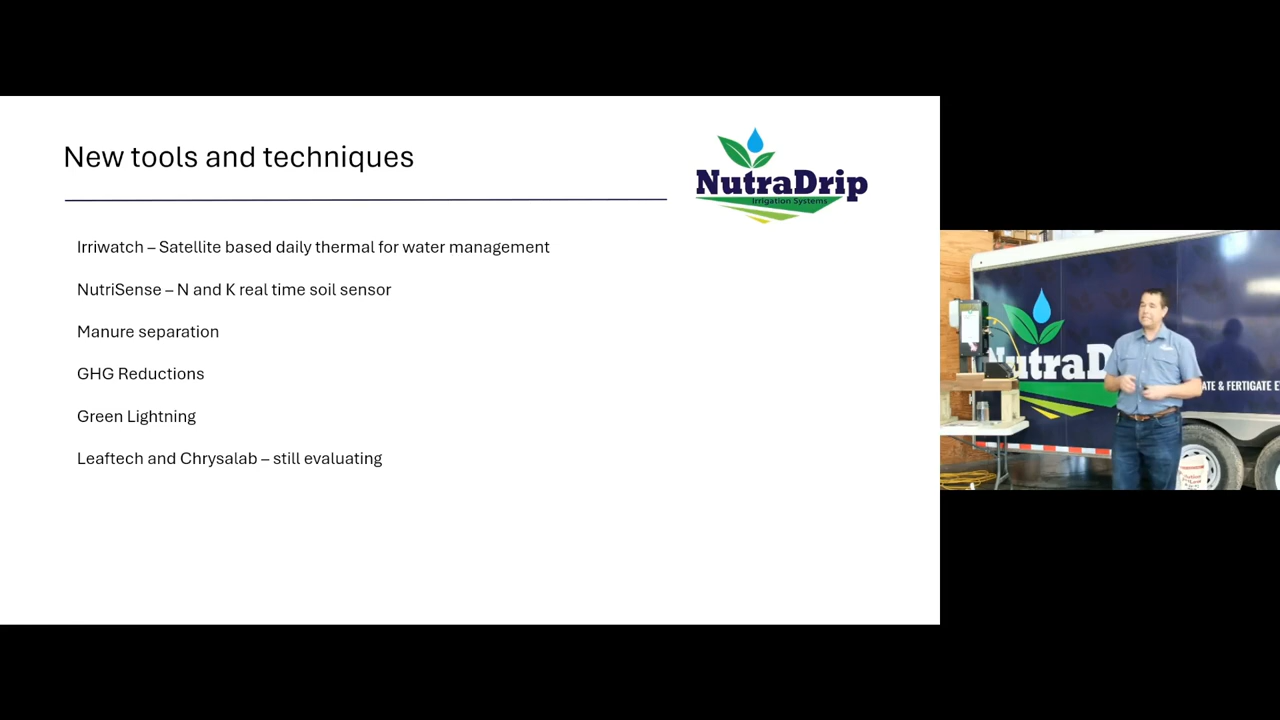 New tools and techniques
NutraDrip
Irrigation Systems
Irriwatch – Satellite based daily thermal for water management
NutriSense – N and K real time soil sensor
Manure separation
GHG Reductions
Green Lightning
Leaftech and Chrysalab – still evaluating
NutraD
ATE & FERTIGATE E